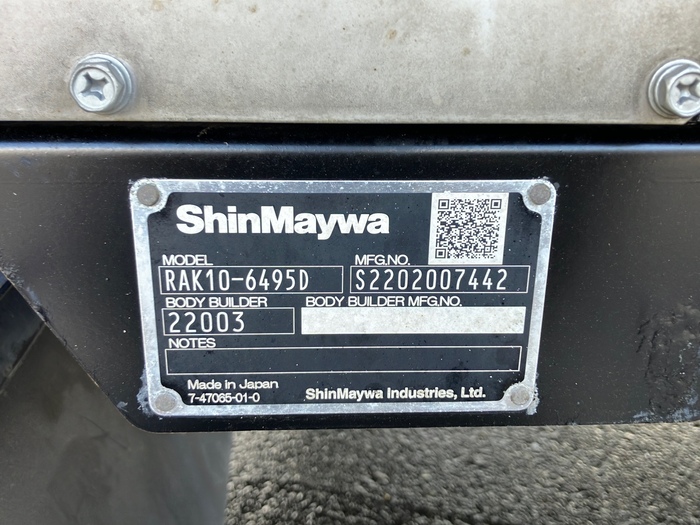 ShinMaywa
MODEL MFG.NO.
RAK10-6495D S2202007442
BODY BUILDER BODY BUILDER MFG.NO.
22003
NOTES
Made in Japan
7-47065-01-0 ShinMaywa Industries, Ltd.